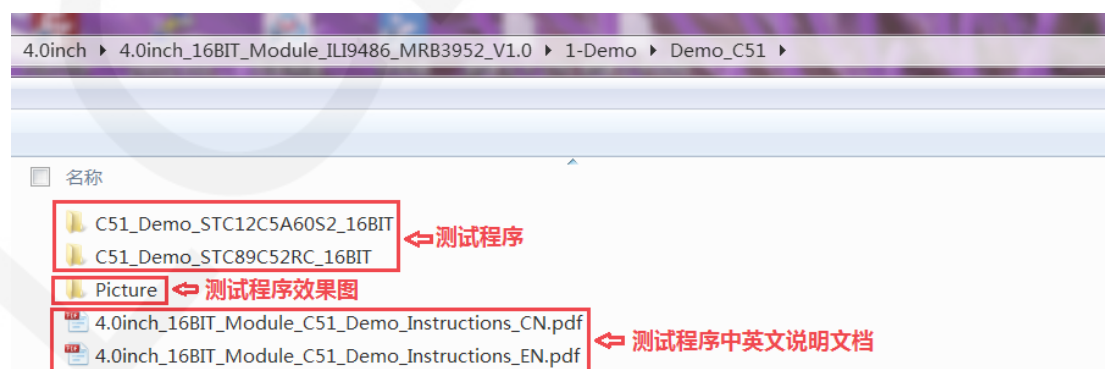 4.0inch ▸ 4.0inch_16BIT_Module_ILI9486_MRB3952_V1.0 ▸ 1-Demo ▸ Demo_C51 ▸
名称
C51_Demo_STC12C5A60S2_16BIT
测试程序
C51_Demo_STC89C52RC_16BIT
Picture 测试程序效果图
4.0inch_16BIT_Module_C51_Demo_Instructions_CN.pdf
测试程序中英文说明文档
4.0inch_16BIT_Module_C51_Demo_Instructions_EN.pdf